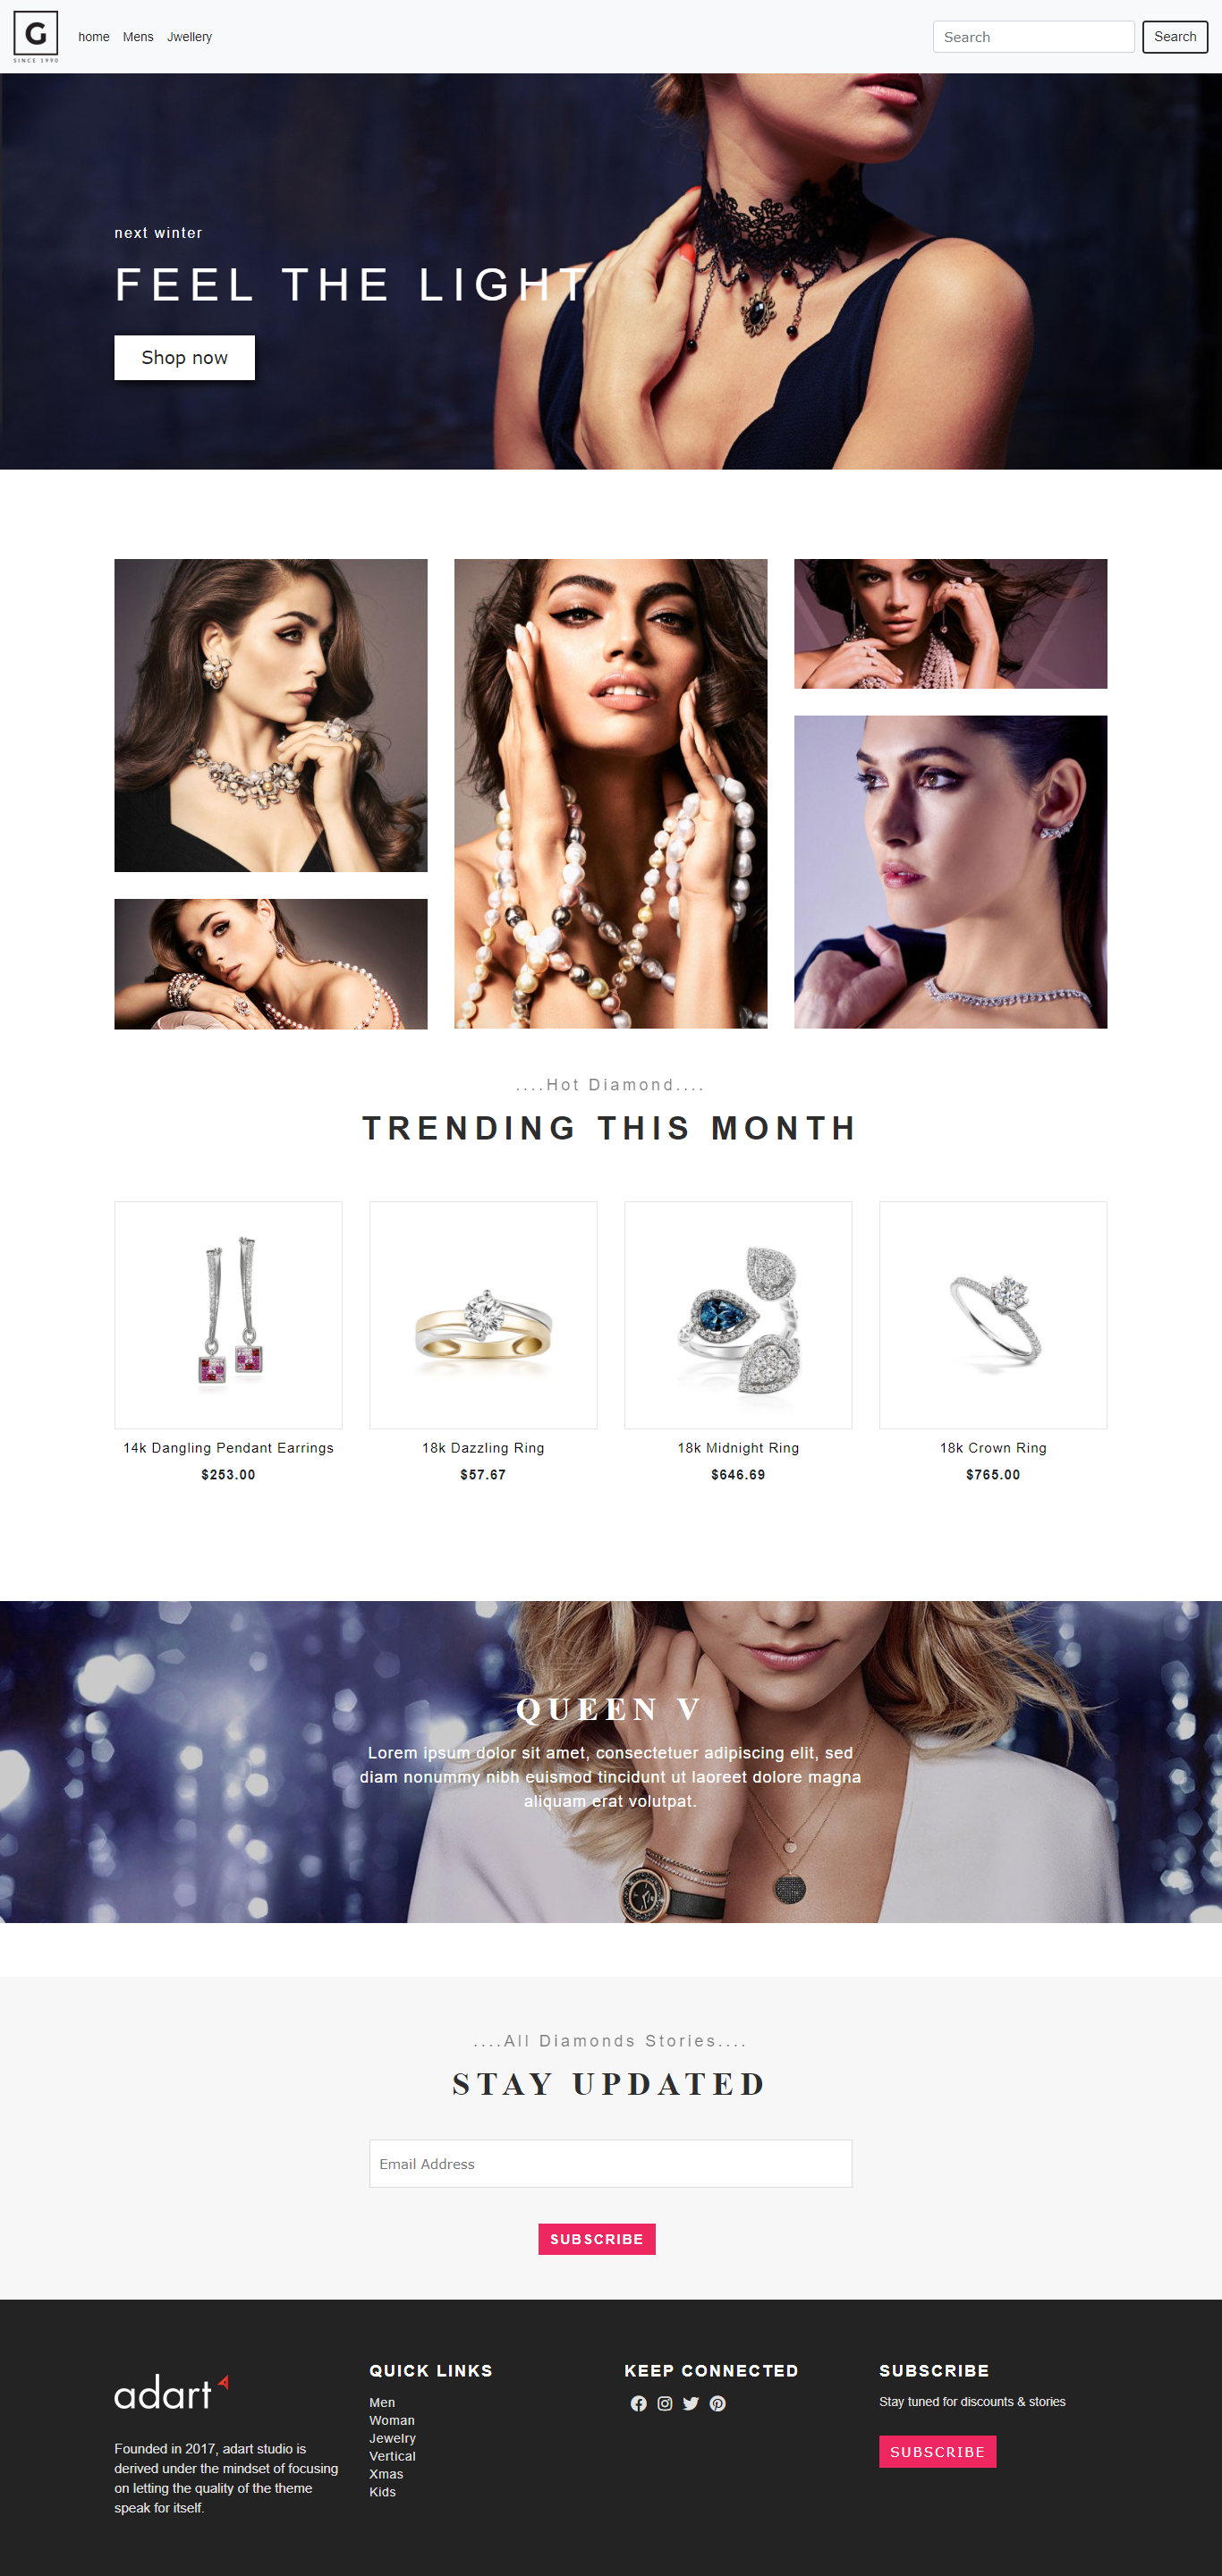 G
SINCE 1990
home Mens Jwellery
Search Search
next winter
FEEL THE LIGHT
Shop now
....Hot Diamond....
TRENDING THIS MONTH
14k Dangling Pendant Earrings
$253.00
18k Dazzling Ring
$57.67
18k Midnight Ring
$646.69
18k Crown Ring
$765.00
QUEEN V
Lorem ipsum dolor sit amet, consectetuer adipiscing elit, sed
diam nonummy nibh euismod tincidunt ut laoreet dolore magna
aliquam erat volutpat.
....All Diamonds Stories....
STAY UPDATED
Email Address
SUBSCRIBE
adart
Founded in 2017, adart studio is
derived under the mindset of focusing
on letting the quality of the theme
speak for itself.
QUICK LINKS
Men
Woman
Jewelry
Vertical
Xmas
Kids
KEEP CONNECTED
SUBSCRIBE
Stay tuned for discounts & stories
SUBSCRIBE